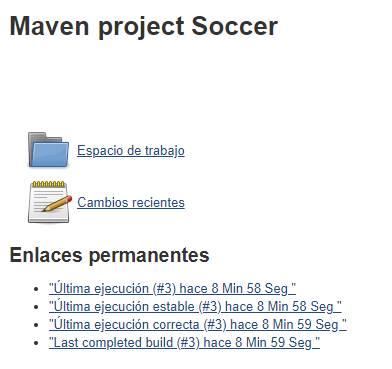 Maven project Soccer
Espacio de trabajo
Cambios recientes
Enlaces permanentes
"Última ejecución (#3) hace 8 Min 58 Seg "
"Última ejecución estable (#3) hace 8 Min 58 Seg "
"Última ejecución correcta (#3) hace 8 Min 59 Seg "
"Last completed build (#3) hace 8 Min 59 Seg "